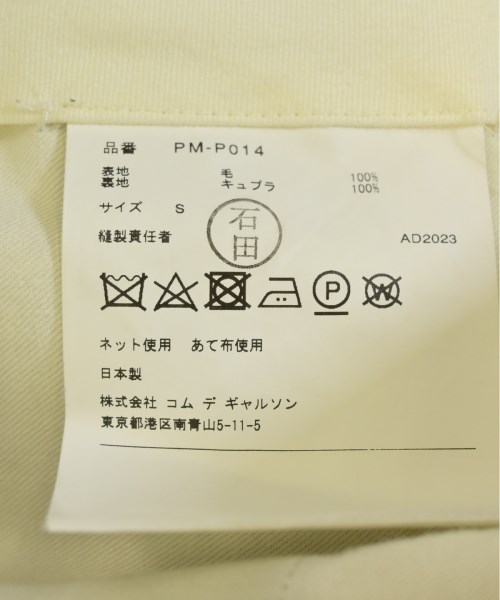 品番 PM-P014
表地 毛 100%
裏地 キュプラ 100%
サイズ S
石田
縫製責任者 AD2023
P W
ネット使用 あて布使用
日本製
株式会社 コム デ ギャルソン
東京都港区南青山5-11-5